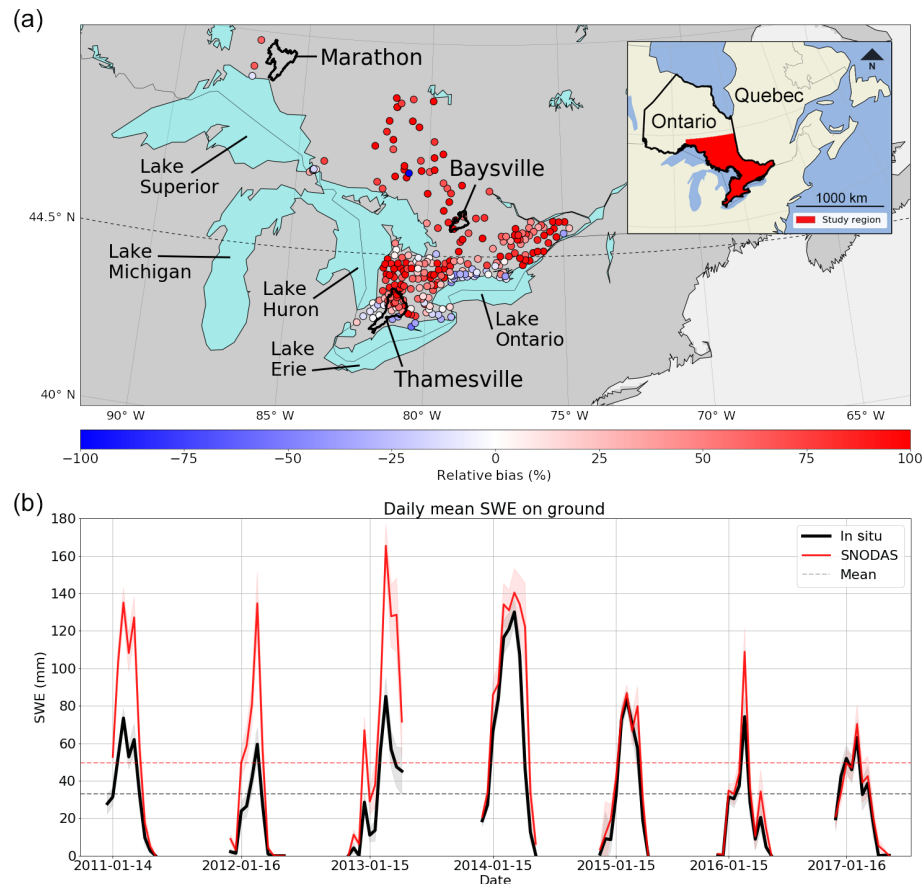 (a)
Marathon
Lake
Superior
Baysville
44.5° N
Lake
Michigan
Lake
Huron
Lake
Ontario
Lake
Erie
Thamesville
40° N
90° W
85° W
80° W
75° W
70° W
65° W
Quebec
Ontario
N
1000 km
Study region
−100
−75
−50
−25
0
25
50
75
100
Relative bias (%)
(b)
Daily mean SWE on ground
In situ
SNODAS
Mean
SWE (mm)
180
160
140
120
100
80
60
40
20
0
2011-01-14
2012-01-16
2013-01-15
2014-01-15
2015-01-15
2016-01-15
2017-01-16
Date